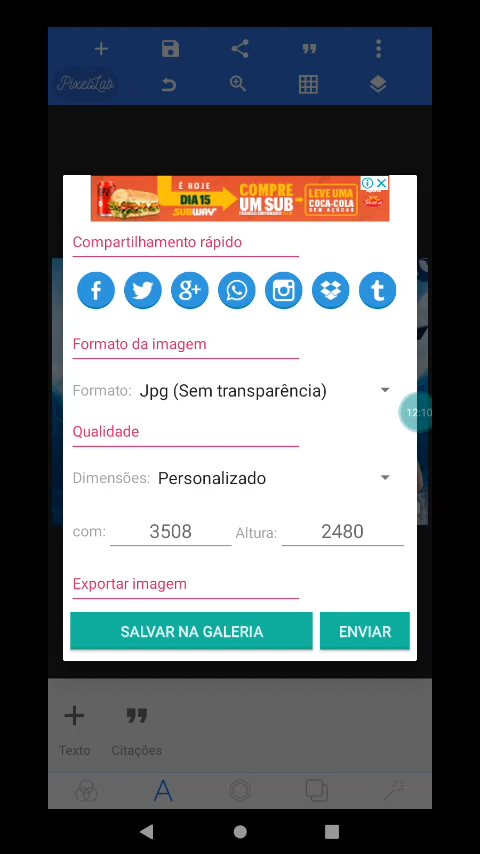 PixelLab
É HOJE
DIA 15
SUBWAY
COMPRE
UM SUB
LEVE UMA
COCA-COLA
SEM AÇÚCAR
Compartilhamento rápido
Formato da imagem
Formato: Jpg (Sem transparência)
12:10
Qualidade
Dimensões: Personalizado
com: 3508 Altura: 2480
Exportar imagem
SALVAR NA GALERIA ENVIAR
Texto Citações